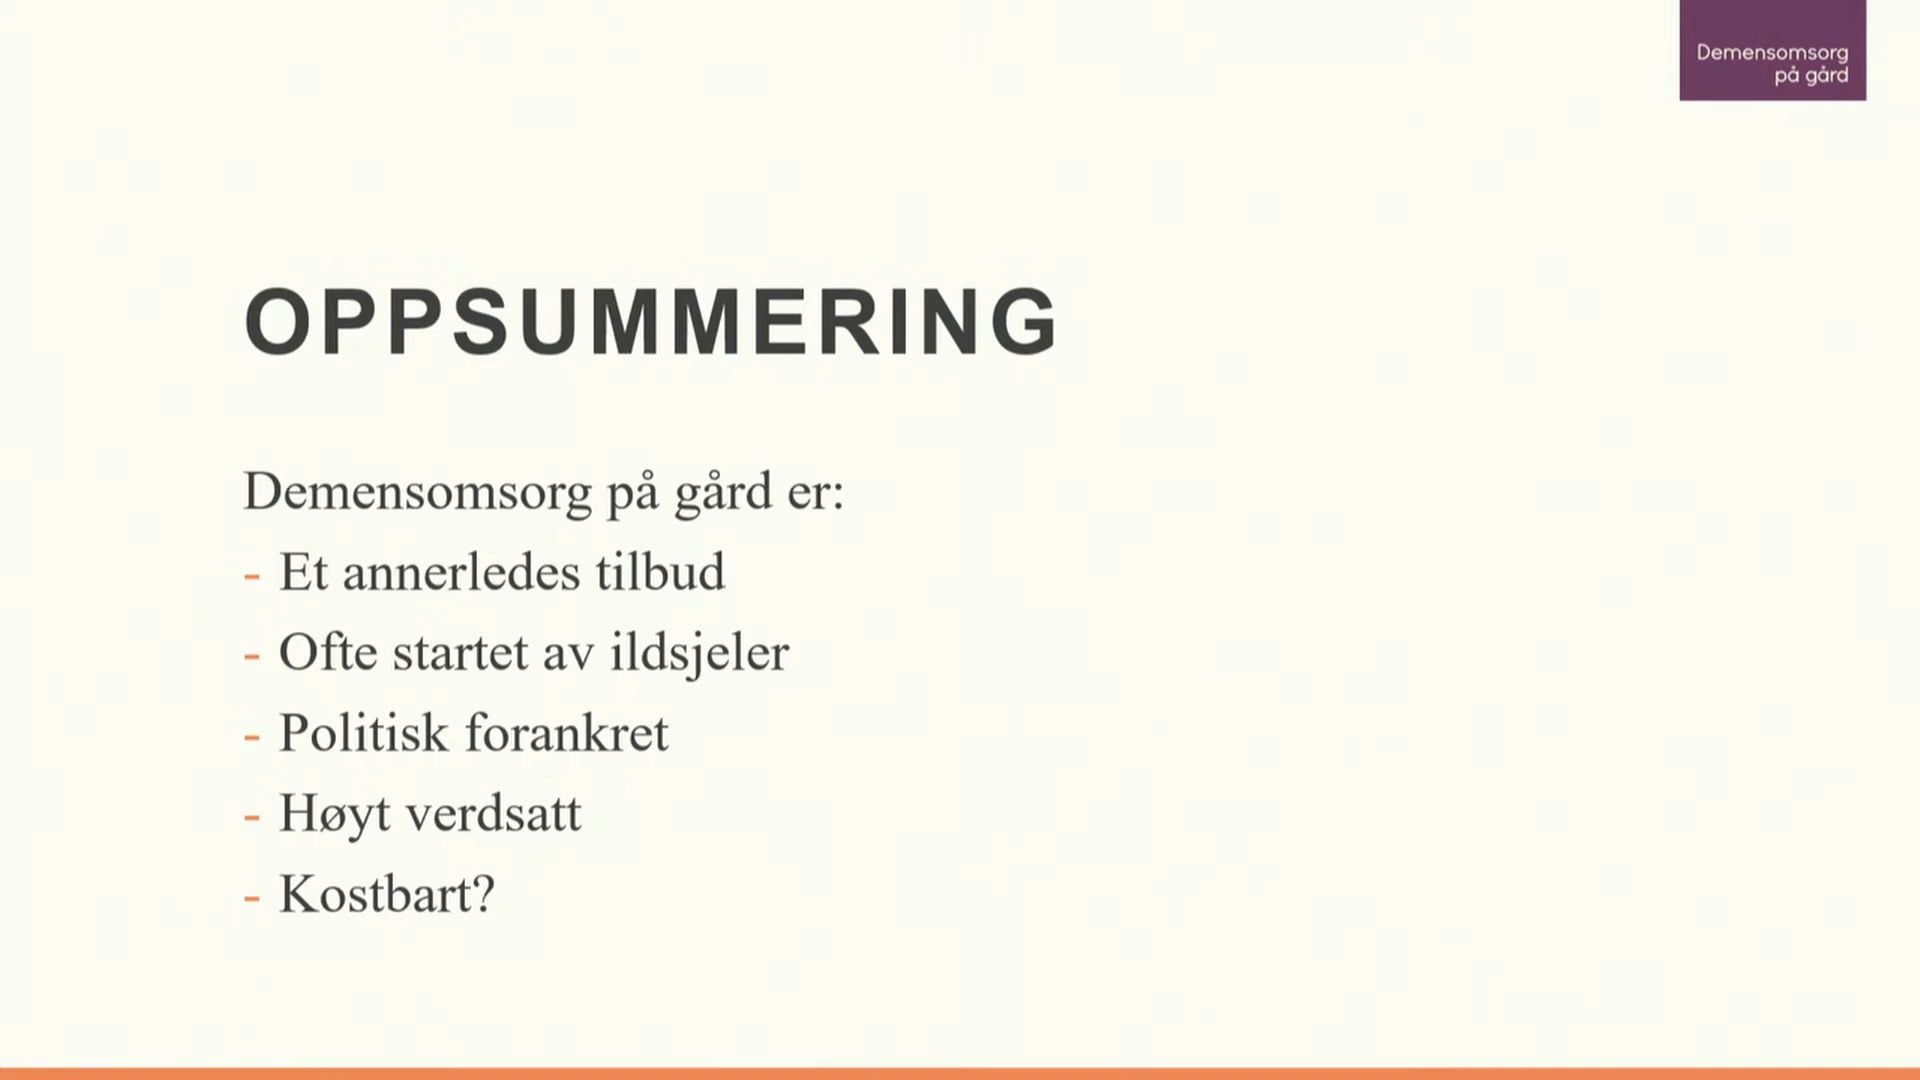 Demensomsorg
på gård
OPPSUMMERING
Demensomsorg på gård er:
- Et annerledes tilbud
- Ofte startet av ildsjeler
- Politisk forankret
- Høyt verdsatt
- Kostbart?